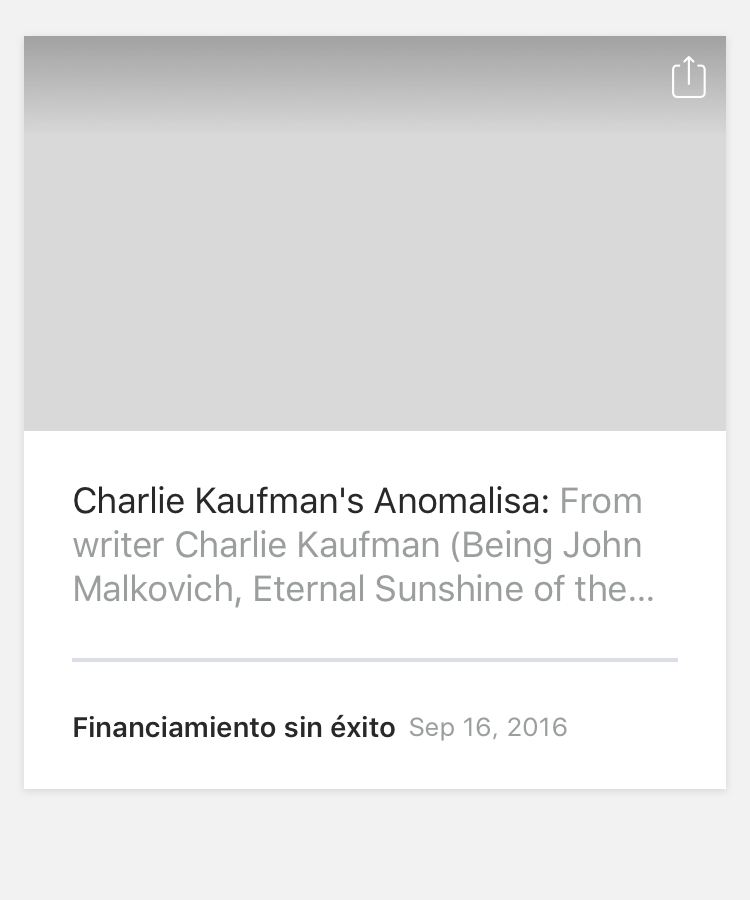 Charlie Kaufman's Anomalisa: From
writer Charlie Kaufman (Being John
Malkovich, Eternal Sunshine of the...
Financiamiento sin éxito Sep 16, 2016